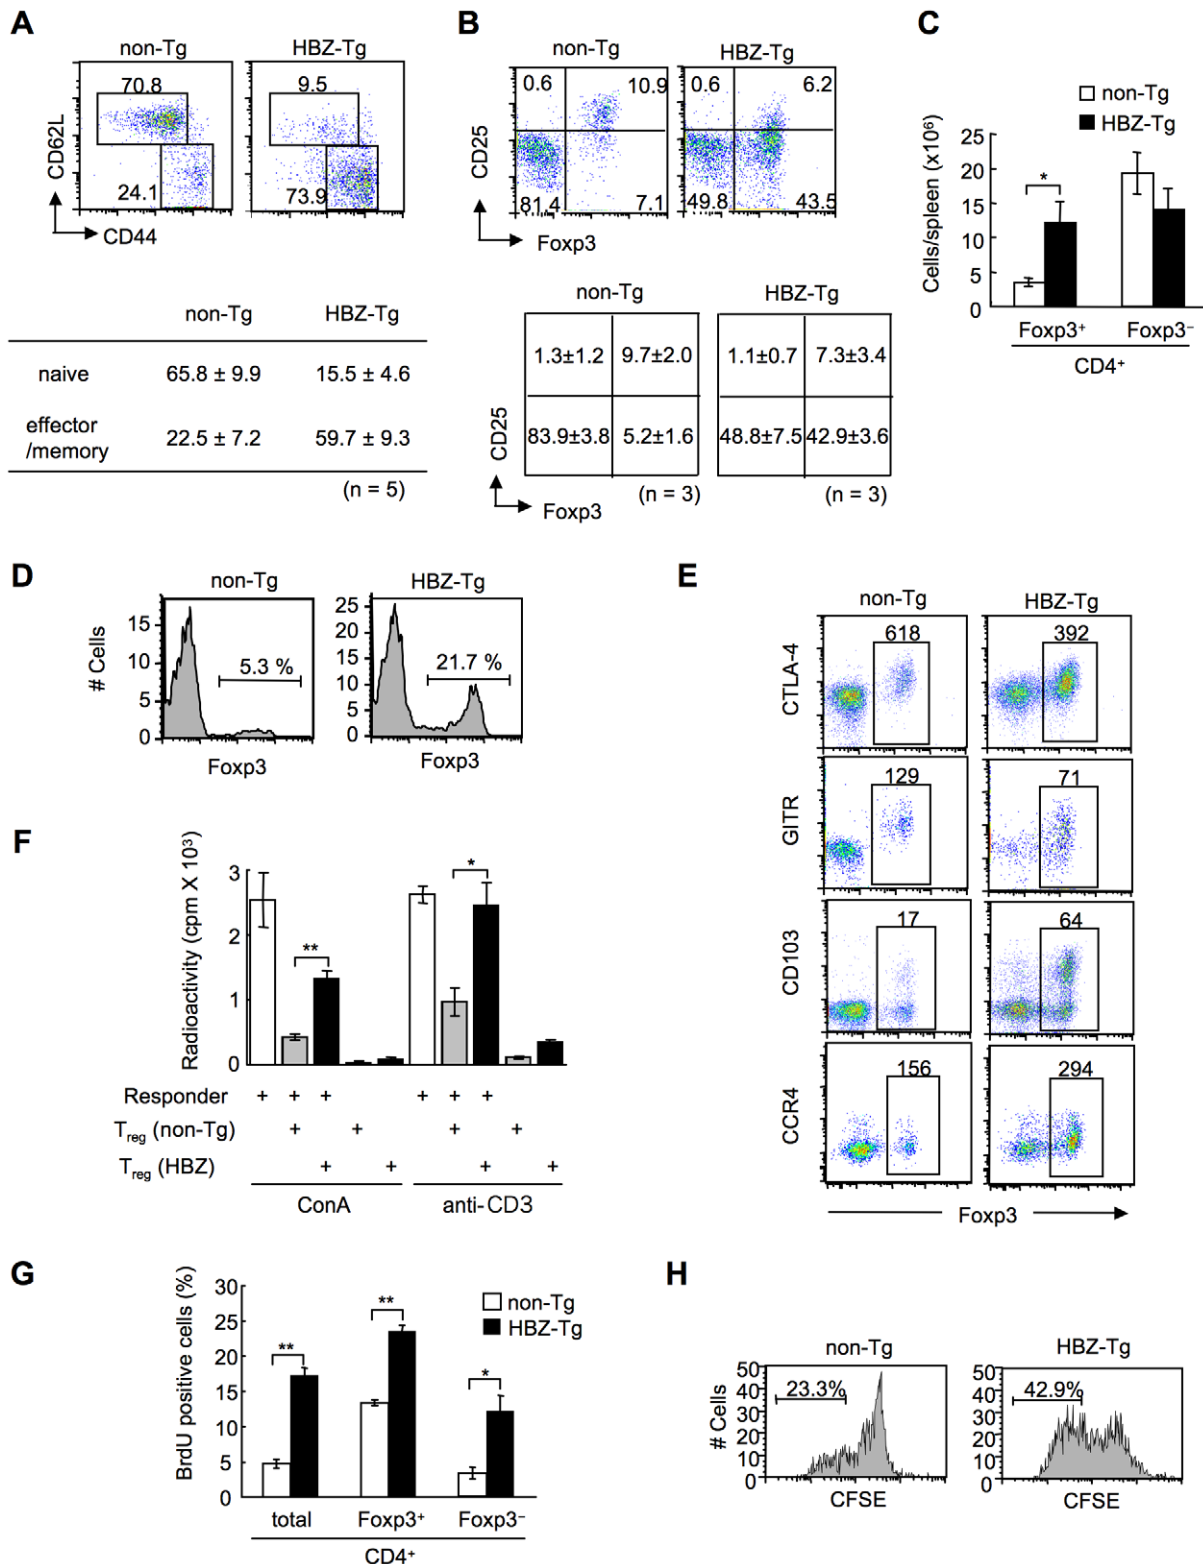 A
non-Tg
HBZ-Tg
70.8
9.5
24.1
73.9
CD62L
CD44
non-Tg
HBZ-Tg
naive
65.8 ± 9.9
15.5 ± 4.6
effector
/memory
22.5 ± 7.2
59.7 ± 9.3
(n = 5)
B
non-Tg
HBZ-Tg
0.6
10.9
0.6
6.2
81.4
7.1
49.8
43.5
CD25
Foxp3
non-Tg
HBZ-Tg
1.3±1.2
9.7±2.0
1.1±0.7
7.3±3.4
83.9±3.8
5.2±1.6
48.8±7.5
42.9±3.6
CD25
(n = 3)
(n = 3)
Foxp3
C
non-Tg
HBZ-Tg
Cells/spleen (x10⁶)
25
20
15
10
5
0
*
Foxp3⁺
Foxp3⁻
CD4⁺
D
non-Tg
HBZ-Tg
# Cells
15
10
5
0
5.3 %
25
20
15
10
5
0
21.7 %
Foxp3
Foxp3
E
non-Tg
HBZ-Tg
CTLA-4
618
392
GITR
129
71
CD103
17
64
CCR4
156
294
Foxp3
F
Radioactivity (cpm X 10³)
3
2
1
0
**
*
Responder + + + + + +
Treg (non-Tg) + + + +
Treg (HBZ) + + + +
ConA
anti-CD3
G
BrdU positive cells (%)
30
25
20
15
10
5
0
**
**
*
non-Tg
HBZ-Tg
total
Foxp3⁺
Foxp3⁻
CD4⁺
H
non-Tg
HBZ-Tg
# Cells
50
40
30
20
10
0
23.3%
50
40
30
20
10
0
42.9%
CFSE
CFSE